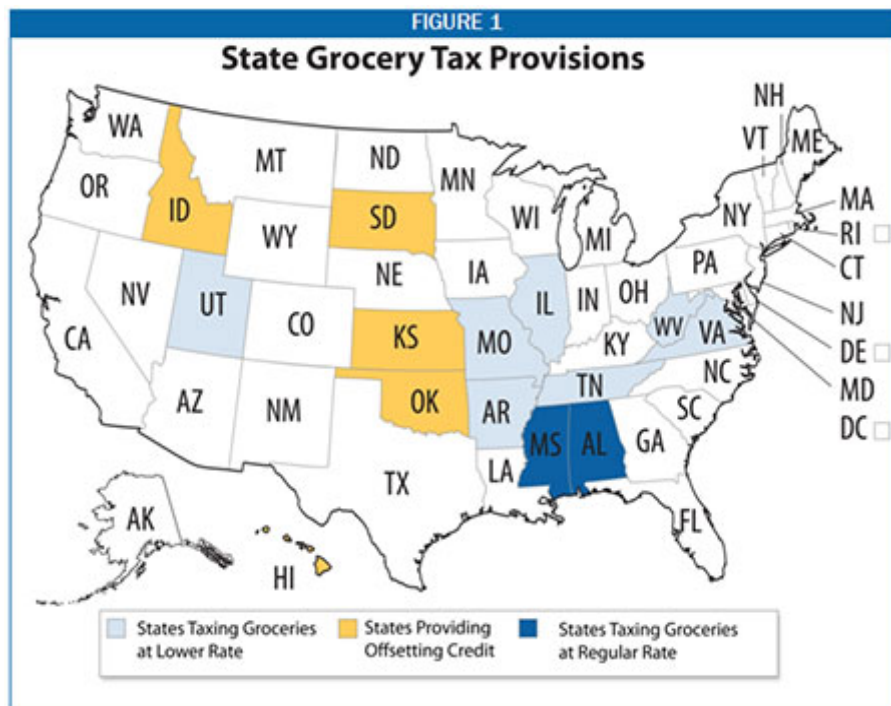 FIGURE 1
State Grocery Tax Provisions
NH
WA
VT
ME
MT
ND
MN
OR
MA
ID
SD
WI
NY
RI
WY
MI
CT
PA
IA
NE
NV
OH
IN
NJ
UT
IL
CA
CO
WV
VA
DE
KS
MO
KY
MD
NC
TN
AZ
OK
NM
AR
SC
DC
MS
AL
GA
LA
TX
AK
FL
HI
States Taxing Groceries
at Lower Rate
States Providing
Offsetting Credit
States Taxing Groceries
at Regular Rate